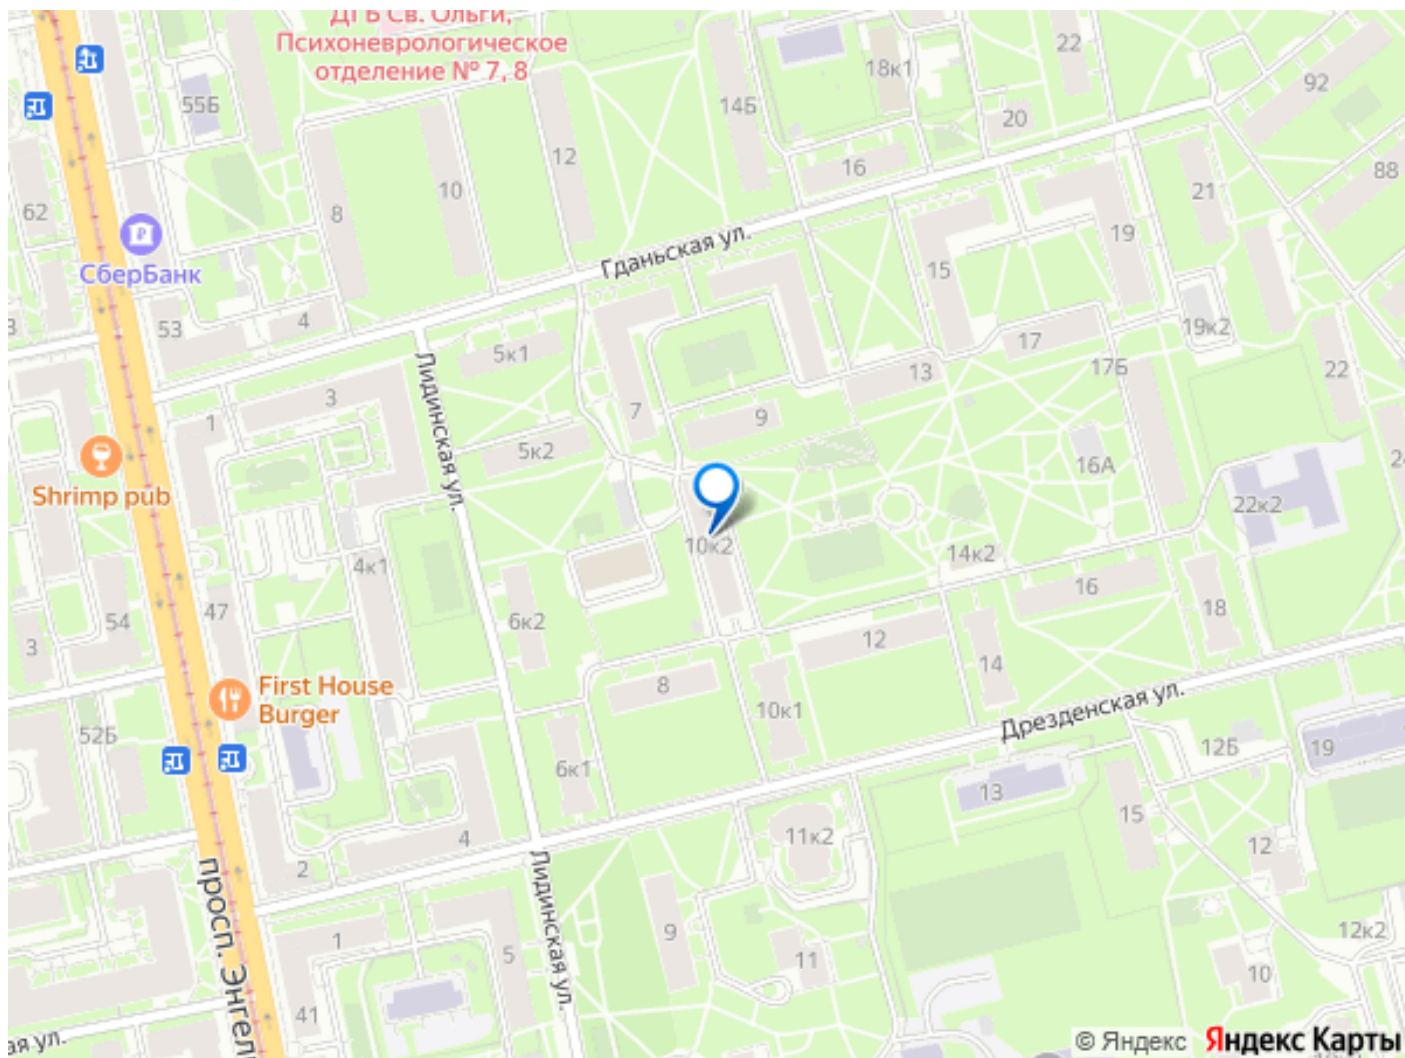 ДГБ Св. Ольги,
Психоневрологическое
отделение № 7, 8
22
18к1
92
55Б
14Б
20
12
16
88
10
21
62
8
19
Гданьская ул.
СберБанк
15
4
53
19к2
17
5к1
17Б
13
22
3
Лидинская ул.
7
9
1
5к2
16А
Shrimp pub
22к2
10к2
14к2
4к1
16
18
47
54
6к2
12
3
14
8
First House
Burger
10к1
Дрезденская ул.
52Б
12Б
19
6к1
13
15
4
11к2
12
2
Лидинская ул.
просп. Энгел
9
1
12к2
5
11
10
41
ая ул.
© Яндекс Яндекс Карты